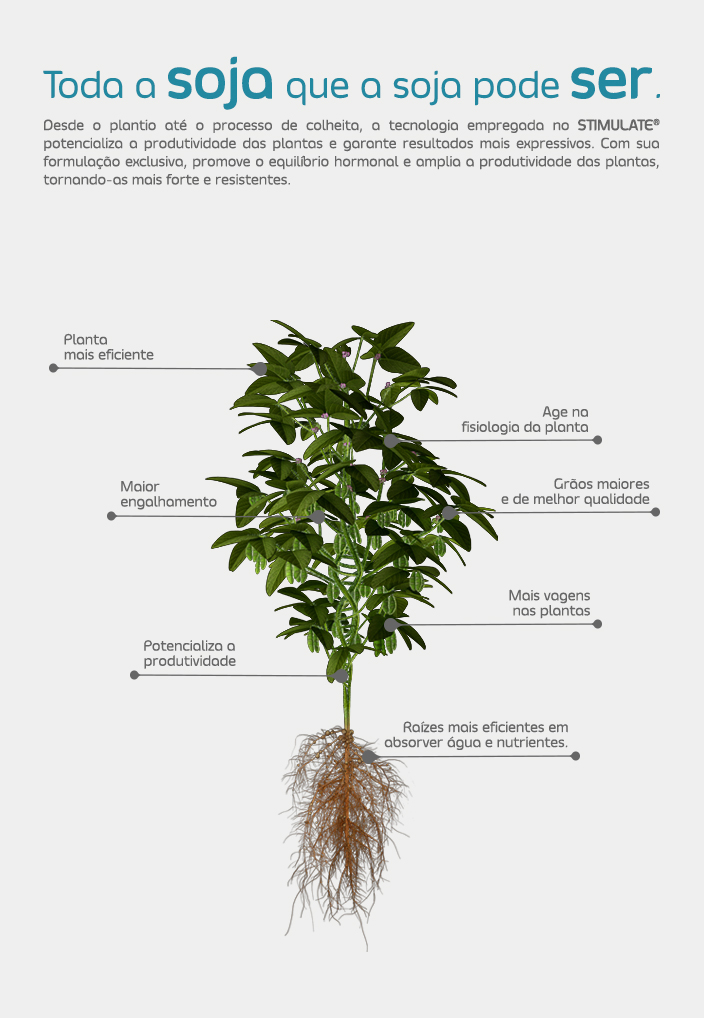 Toda a soja que a soja pode ser.
Desde o plantio até o processo de colheita, a tecnologia empregada no STIMULATE®
potencializa a produtividade das plantas e garante resultados mais expressivos. Com sua
formulação exclusiva, promove o equilíbrio hormonal e amplia a produtividade das plantas,
tornando-as mais forte e resistentes.
Planta
mais eficiente
Age na
fisiologia da planta
Maior
engalhamento
Grãos maiores
e de melhor qualidade
Mais vagens
nas plantas
Potencializa a
produtividade
Raízes mais eficientes em
absorver água e nutrientes.